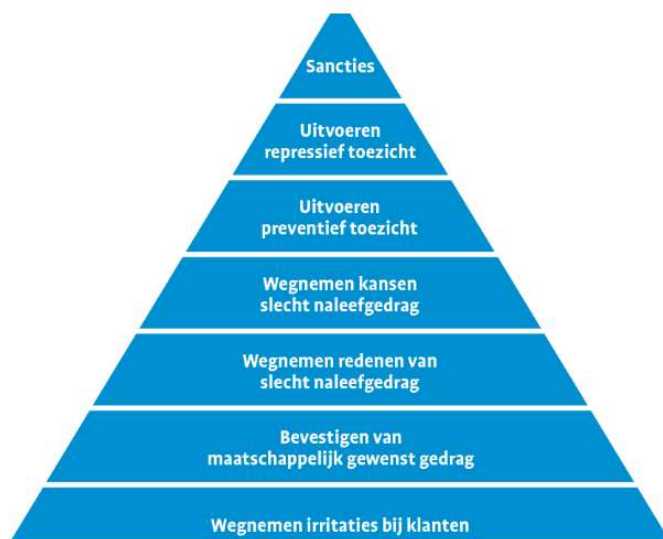 Sancties
Uitvoeren
repressief toezicht
Uitvoeren
preventief toezicht
Wegnemen kansen
slecht naleefgedrag
Wegnemen redenen van
slecht naleefgedrag
Bevestigen van
maatschappelijk gewenst gedrag
Wegnemen irritaties bij klanten